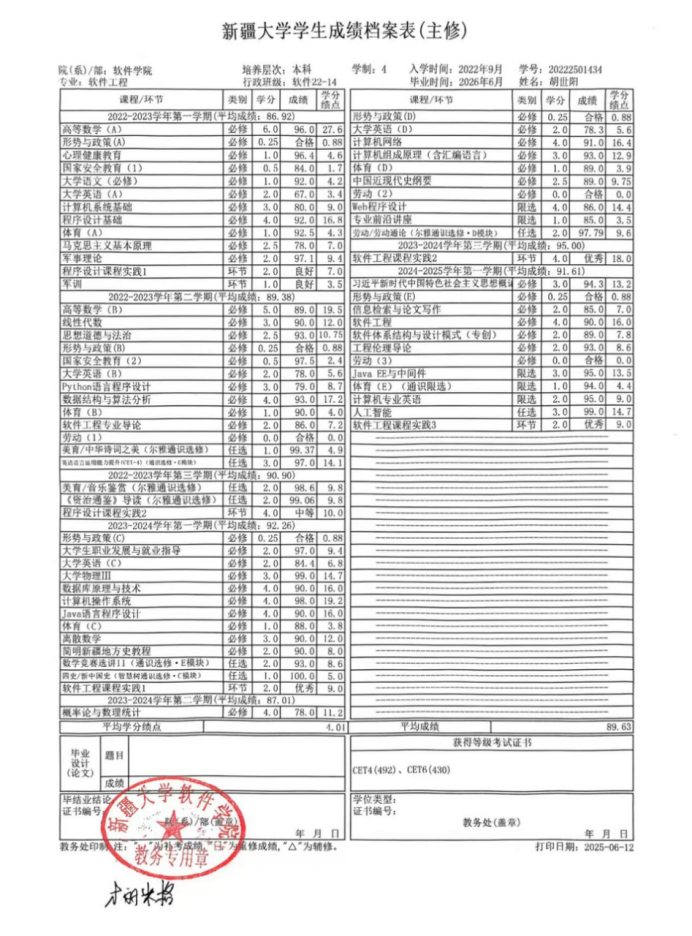 新疆大学学生成绩档案表(主修)
院(系)/部：软件学院 培养层次：本科 学制：4 入学时间：2022年9月 学号：20222501434
专业：软件工程 行政班级：软件22-14 毕业时间：2026年6月 姓名：胡世阳
课程/环节 类别 学分 成绩 学分绩点
2022-2023学年第一学期(平均成绩：86.92)
高等数学（A） 必修 6.0 96.0 27.6
形势与政策(A) 必修 0.25 合格 0.88
心理健康教育 必修 1.0 96.4 4.6
国家安全教育（1） 必修 0.5 84.0 1.7
大学语文（必修） 必修 1.0 92.0 4.2
大学英语（A） 必修 2.0 67.0 3.4
计算机系统基础 必修 3.0 80.0 9.0
程序设计基础 必修 4.0 92.0 16.8
体育（A） 必修 1.0 92.5 4.3
马克思主义基本原理 必修 2.5 78.0 7.0
军事理论 必修 2.0 97.1 9.4
程序设计课程实践1 环节 2.0 良好 7.0
军训 环节 1.0 良好 3.5
2022-2023学年第二学期(平均成绩：89.38)
高等数学（B） 必修 5.0 89.0 19.5
线性代数 必修 3.0 90.0 12.0
思想道德与法治 必修 2.5 93.0 10.75
形势与政策(B) 必修 0.25 合格 0.88
国家安全教育（2） 必修 0.5 97.5 2.4
大学英语（B） 必修 2.0 78.0 5.6
Python语言程序设计 必修 3.0 79.0 8.7
数据结构与算法分析 必修 4.0 93.0 17.2
体育（B） 必修 1.0 90.0 4.0
软件工程专业导论 必修 2.0 86.0 7.2
劳动（1） 必修 0.0 合格 0.0
美育/中华诗词之美（尔雅通识选修） 任选 1.0 99.37 4.9
英语语言运用能力提升(CET-4)（通识选修·E模块） 任选 3.0 97.0 14.1
2022-2023学年第三学期(平均成绩：90.90)
美育/音乐鉴赏（尔雅通识选修） 任选 2.0 98.6 9.8
《资治通鉴》导读（尔雅通识选修） 任选 2.0 99.06 9.8
程序设计课程实践2 环节 4.0 中等 10.0
2023-2024学年第一学期(平均成绩：92.26)
形势与政策(C) 必修 0.25 合格 0.88
大学生职业发展与就业指导 必修 2.0 97.0 9.4
大学英语（C） 必修 2.0 84.4 6.8
大学物理III 必修 3.0 99.0 14.7
数据库原理与技术 必修 4.0 90.0 16.0
计算机操作系统 必修 4.0 98.0 19.2
Java语言程序设计 必修 4.0 90.0 16.0
体育（C） 必修 1.0 88.0 3.8
离散数学 必修 3.0 90.0 12.0
简明新疆地方史教程 必修 2.0 90.0 8.0
数学竞赛选讲II（通识选修·E模块） 任选 2.0 93.0 8.6
四史/新中国史（智慧树通识选修·C模块） 任选 1.0 100.0 5.0
软件工程课程实践1 环节 2.0 优秀 9.0
2023-2024学年第二学期(平均成绩：87.01)
概率论与数理统计 必修 4.0 78.0 11.2
平均学分绩点 4.01
课程/环节 类别 学分 成绩 学分绩点
形势与政策(D) 必修 0.25 合格 0.88
大学英语（D） 必修 2.0 78.3 5.6
计算机网络 必修 4.0 91.0 16.4
计算机组成原理（含汇编语言） 必修 3.0 93.0 12.9
体育（D） 必修 1.0 89.0 3.9
中国近现代史纲要 必修 2.5 89.0 9.75
劳动（2） 必修 0.0 合格 0.0
Web程序设计 限选 4.0 86.0 14.4
专业前沿讲座 限选 1.0 85.0 3.5
劳动/劳动通论（尔雅通识选修·D模块） 任选 2.0 97.79 9.6
2023-2024学年第三学期(平均成绩：95.00)
软件工程课程实践2 环节 4.0 优秀 18.0
2024-2025学年第一学期(平均成绩：91.61)
习近平新时代中国特色社会主义思想概论 必修 3.0 94.3 13.2
形势与政策(E) 必修 0.25 合格 0.88
信息检索与论文写作 必修 2.0 85.0 7.0
软件工程 必修 4.0 90.0 16.0
软件体系结构与设计模式（专创） 必修 2.0 89.0 7.8
工程伦理导论 必修 2.0 93.0 8.6
劳动（3） 必修 0.0 合格 0.0
Java EE与中间件 限选 3.0 95.0 13.5
体育（E）（通识限选） 限选 1.0 94.0 4.4
计算机专业英语 限选 2.0 95.0 9.0
人工智能 任选 3.0 99.0 14.7
软件工程课程实践3 环节 2.0 优秀 9.0
平均成绩 89.63
毕业设计(论文) 题目
成绩
获得等级考试证书
CET4(492)、CET6(430)
毕结业结论：
证书编号：
院(系)/部(盖章)
年 月 日
学位类型：
证书编号：
教务处(盖章)
年 月 日
新疆大学软件学院
教务专用章
教务处印制 为补考成绩, 为重修成绩,"△"为辅修。 打印日期：2025-06-12